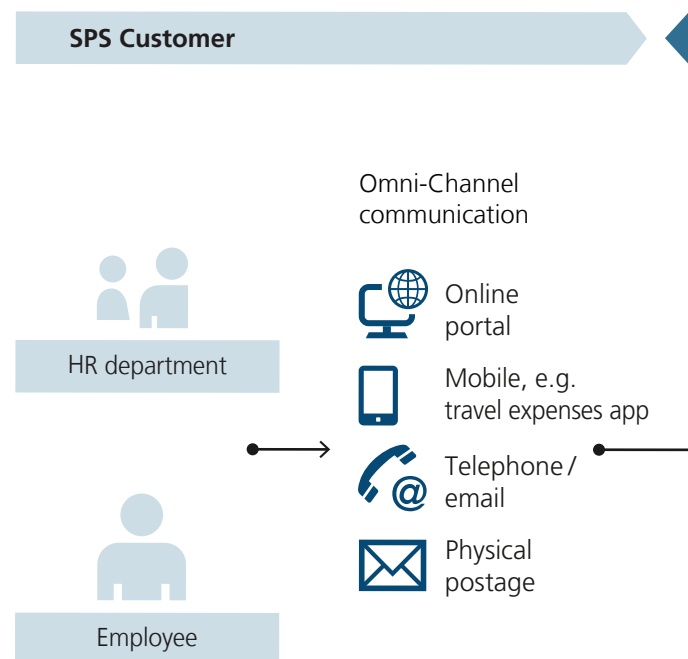 SPS Customer
Omni-Channel
communication
HR department
Employee
Online
portal
Mobile, e.g.
travel expenses app
Telephone /
email
@
Physical
postage